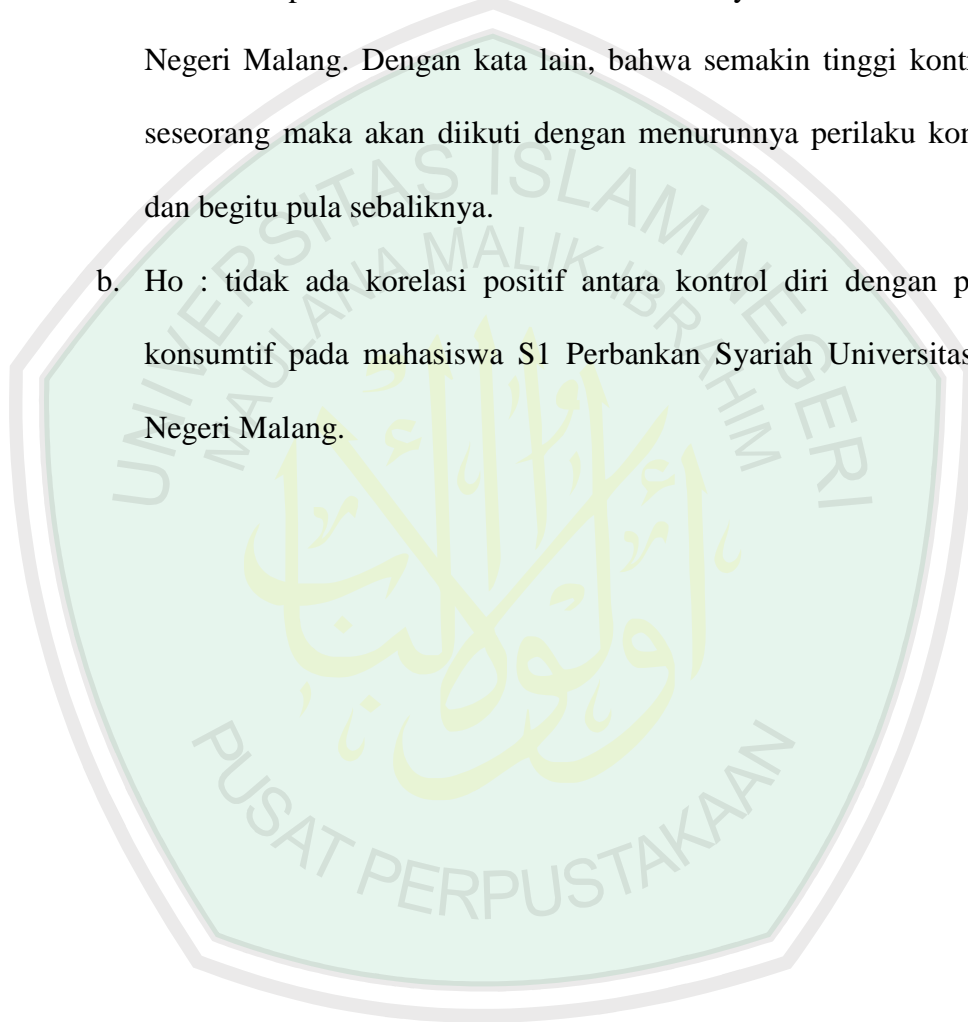 Negeri Malang. Dengan kata lain, bahwa semakin tinggi kont
seseorang maka akan diikuti dengan menurunnya perilaku kon
dan begitu pula sebaliknya.
b. Ho : tidak ada korelasi positif antara kontrol diri dengan p
konsumtif pada mahasiswa S1 Perbankan Syariah Universitas
Negeri Malang.
UNIVERSITAS ISLAM NEGERI
MAULANA MALIK IBRAHIM
PUSAT PERPUSTAKAAN